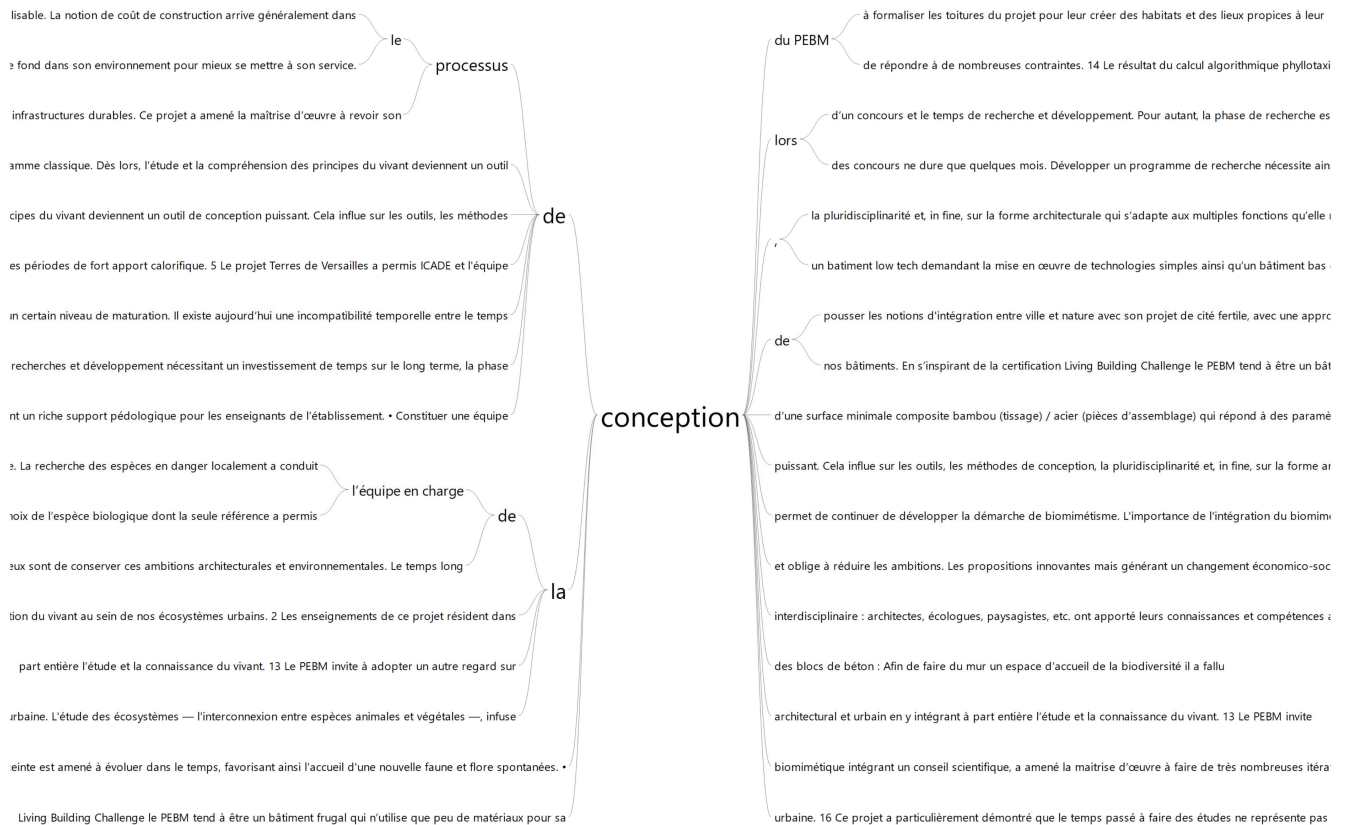 lisable. La notion de coût de construction arrive généralement dans
le
e fond dans son environnement pour mieux se mettre à son service.
processus
infrastructures durables. Ce projet a amené la maîtrise d’œuvre à revoir son
amme classique. Dès lors, l'étude et la compréhension des principes du vivant deviennent un outil
cipes du vivant deviennent un outil de conception puissant. Cela influe sur les outils, les méthodes
de
es périodes de fort apport calorifique. 5 Le projet Terres de Versailles a permis ICADE et l'équipe
un certain niveau de maturation. Il existe aujourd’hui une incompatibilité temporelle entre le temps
recherches et développement nécessitant un investissement de temps sur le long terme, la phase
nt un riche support pédologique pour les enseignants de l’établissement. • Constituer une équipe
e. La recherche des espèces en danger localement a conduit
l’équipe en charge
hoix de l’espèce biologique dont la seule référence a permis
de
eux sont de conserver ces ambitions architecturales et environnementales. Le temps long
la
tion du vivant au sein de nos écosystèmes urbains. 2 Les enseignements de ce projet résident dans
part entière l’étude et la connaissance du vivant. 13 Le PEBM invite à adopter un autre regard sur
urbaine. L'étude des écosystèmes — l'interconnexion entre espèces animales et végétales —, infuse
teinte est amené à évoluer dans le temps, favorisant ainsi l’accueil d'une nouvelle faune et flore spontanées. •
Living Building Challenge le PEBM tend à être un bâtiment frugal qui n’utilise que peu de matériaux pour sa
conception
à formaliser les toitures du projet pour leur créer des habitats et des lieux propices à leur
du PEBM
de répondre à de nombreuses contraintes. 14 Le résultat du calcul algorithmique phyllotaxi
d’un concours et le temps de recherche et développement. Pour autant, la phase de recherche es
lors
des concours ne dure que quelques mois. Développer un programme de recherche nécessite ain
la pluridisciplinarité et, in fine, sur la forme architecturale qui s’adapte aux multiples fonctions qu’elle
,
un batiment low tech demandant la mise en œuvre de technologies simples ainsi qu'un bâtiment bas
pousser les notions d'intégration entre ville et nature avec son projet de cité fertile, avec une appro
de
nos bâtiments. En s’inspirant de la certification Living Building Challenge le PEBM tend à être un bât
d’une surface minimale composite bambou (tissage) / acier (pièces d’assemblage) qui répond à des paramè
puissant. Cela influe sur les outils, les méthodes de conception, la pluridisciplinarité et, in fine, sur la forme ar
permet de continuer de développer la démarche de biomimétisme. L'importance de l'intégration du biomim
et oblige à réduire les ambitions. Les propositions innovantes mais générant un changement économico-soc
interdisciplinaire : architectes, écologues, paysagistes, etc. ont apporté leurs connaissances et compétences
des blocs de béton : Afin de faire du mur un espace d’accueil de la biodiversité il a fallu
architectural et urbain en y intégrant à part entière l’étude et la connaissance du vivant. 13 Le PEBM invite
biomimétique intégrant un conseil scientifique, a amené la maitrise d’œuvre à faire de très nombreuses itéra
urbaine. 16 Ce projet a particulièrement démontré que le temps passé à faire des études ne représente pas